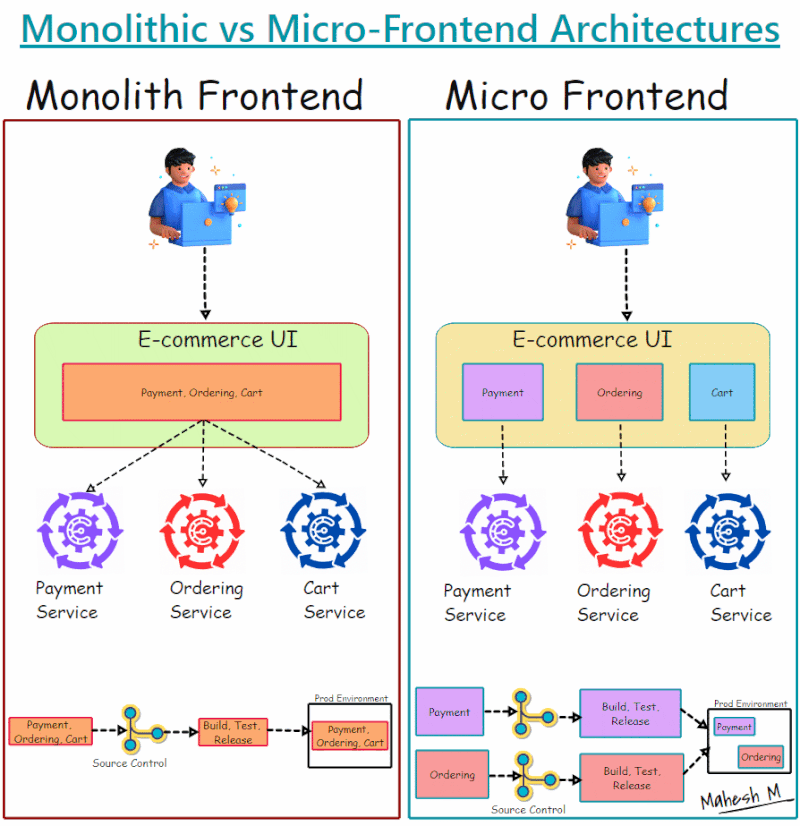 Monolithic vs Micro-Frontend Architectures
Monolith Frontend
E-commerce UI
Payment, Ordering, Cart
Payment
Service
Ordering
Service
Cart
Service
Payment,
Ordering, Cart
Source Control
Build, Test,
Release
Prod Environment
Payment,
Ordering, Cart
Micro Frontend
E-commerce UI
Payment
Ordering
Cart
Payment
Service
Ordering
Service
Cart
Service
Payment
Build, Test,
Release
Prod Environment
Payment
Ordering
Ordering
Source Control
Build, Test,
Release
Mahesh M